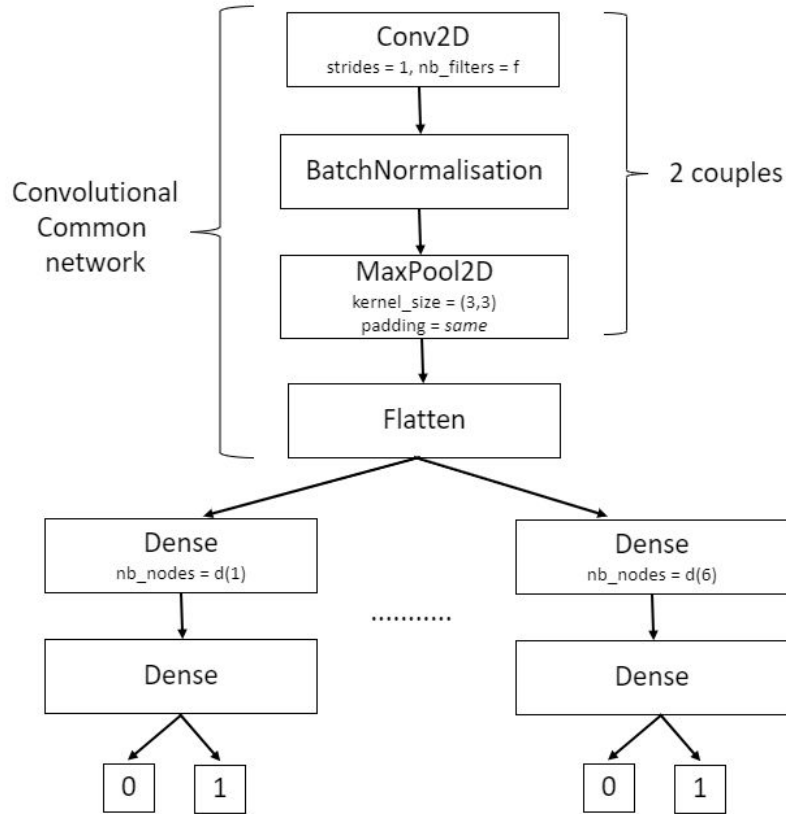 Conv2D
strides = 1, nb_filters = f
BatchNormalisation
2 couples
Convolutional
Common
network
MaxPool2D
kernel_size = (3,3)
padding = same
Flatten
Dense
nb_nodes = d(1)
Dense
nb_nodes = d(6)
...........
Dense
Dense
0
1
0
1